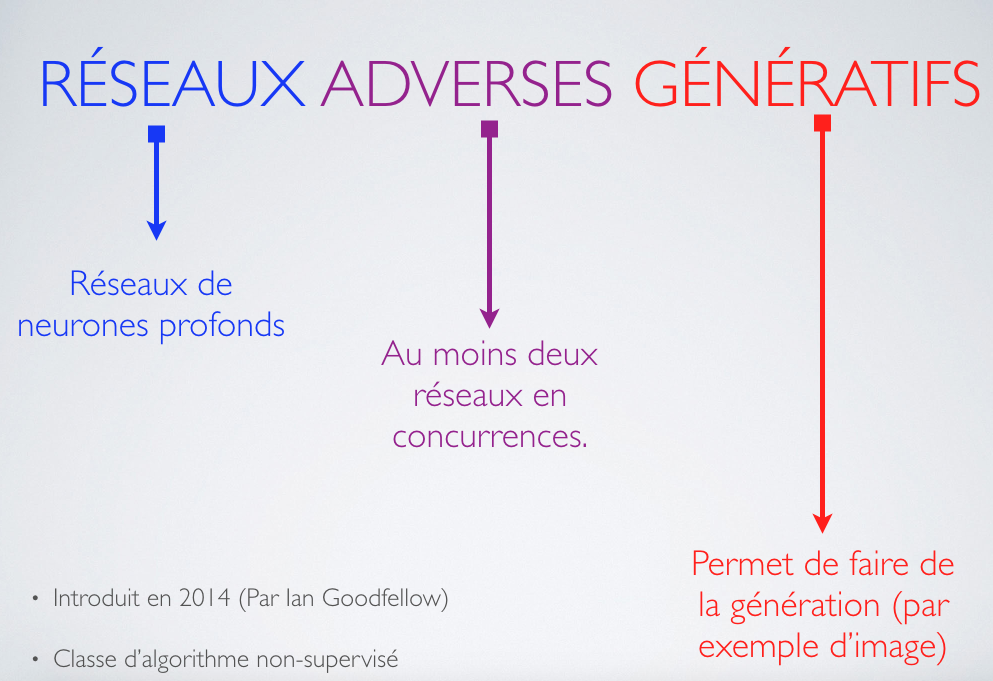 RÉSEAUX ADVERSES GÉNÉRATIFS
Réseaux de
neurones profonds
Au moins deux
réseaux en
concurrences.
Permet de faire de
la génération (par
exemple d'image)
• Introduit en 2014 (Par Ian Goodfellow)
• Classe d'algorithme non-supervisé